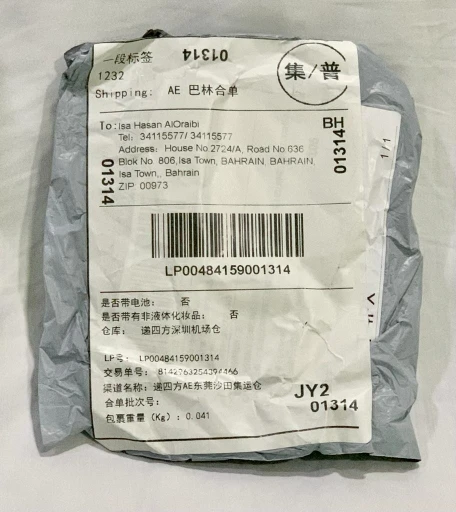 一段标签
01314
集/普
1232
Shipping: AE 巴林合单
To: Isa Hasan AlOraibi
BH
Tel: 34115577/ 34115577
Address: House No.2724/A, Road No.636
Blok No. 806,Isa Town, BAHRAIN, BAHRAIN,
Isa Town,, Bahrain
ZIP: 00973
01314
01314
1/1
LP00484159001314
是否带电池: 否
是否带有非液体化妆品: 否
仓库: 递四方深圳机场仓
LP号: LP00484159001314
交易单号: 8142763254394466
渠道名称: 递四方AE东莞沙田集运仓
合单批次号:
包裹重量 (Kg): 0.041
JY2
01314